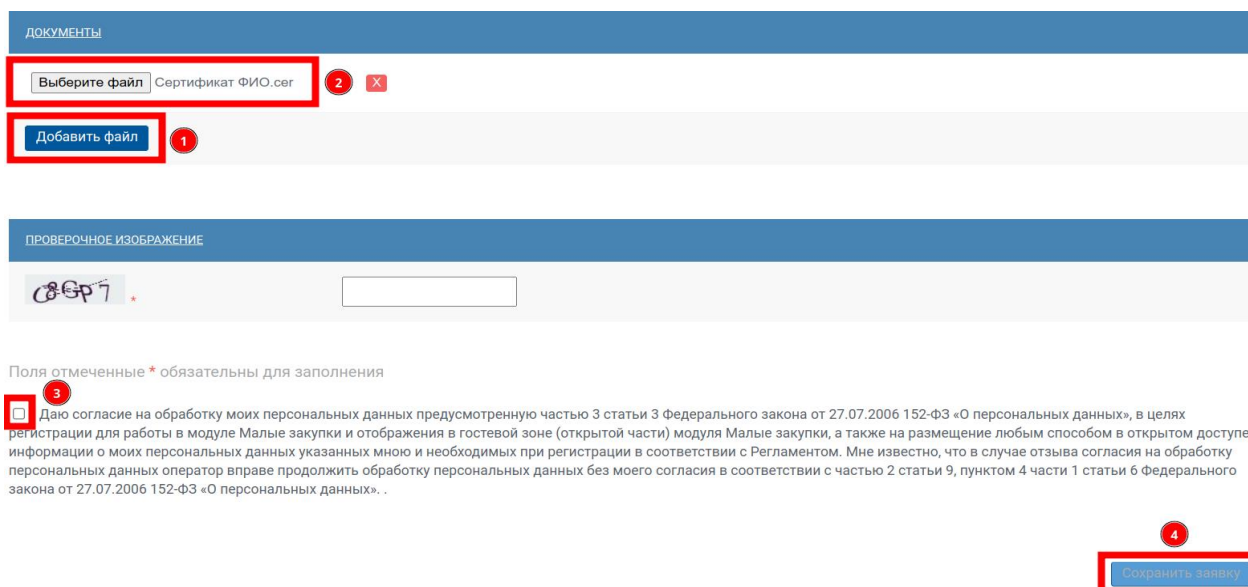 ДОКУМЕНТЫ
Выберите файл Сертификат ФИО.cer 2 X
Добавить файл 1
ПРОВЕРОЧНОЕ ИЗОБРАЖЕНИЕ
C8GP7 *
Поля отмеченные * обязательны для заполнения
3
Даю согласие на обработку моих персональных данных предусмотренную частью 3 статьи 3 Федерального закона от 27.07.2006 152-ФЗ «О персональных данных», в целях
регистрации для работы в модуле Малые закупки и отображения в гостевой зоне (открытой части) модуля Малые закупки, а также на размещение любым способом в открытом доступе
информации о моих персональных данных указанных мною и необходимых при регистрации в соответствии с Регламентом. Мне известно, что в случае отзыва согласия на обработку
персональных данных оператор вправе продолжить обработку персональных данных без моего согласия в соответствии с частью 2 статьи 9, пунктом 4 части 1 статьи 6 Федерального
закона от 27.07.2006 152-ФЗ «О персональных данных». .
4
Сохранить заявку